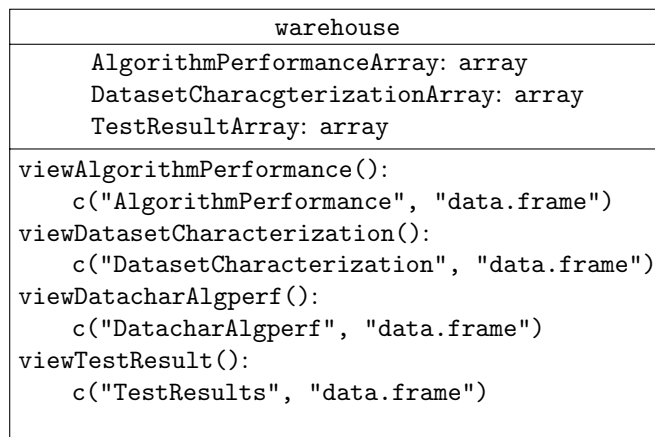 warehouse
AlgorithmPerformanceArray: array
DatasetCharacgterizationArray: array
TestResultArray: array
viewAlgorithmPerformance():
c("AlgorithmPerformance", "data.frame")
viewDatasetCharacterization():
c("DatasetCharacterization", "data.frame")
viewDatacharAlgperf():
c("DatacharAlgperf", "data.frame")
viewTestResult():
c("TestResults", "data.frame")